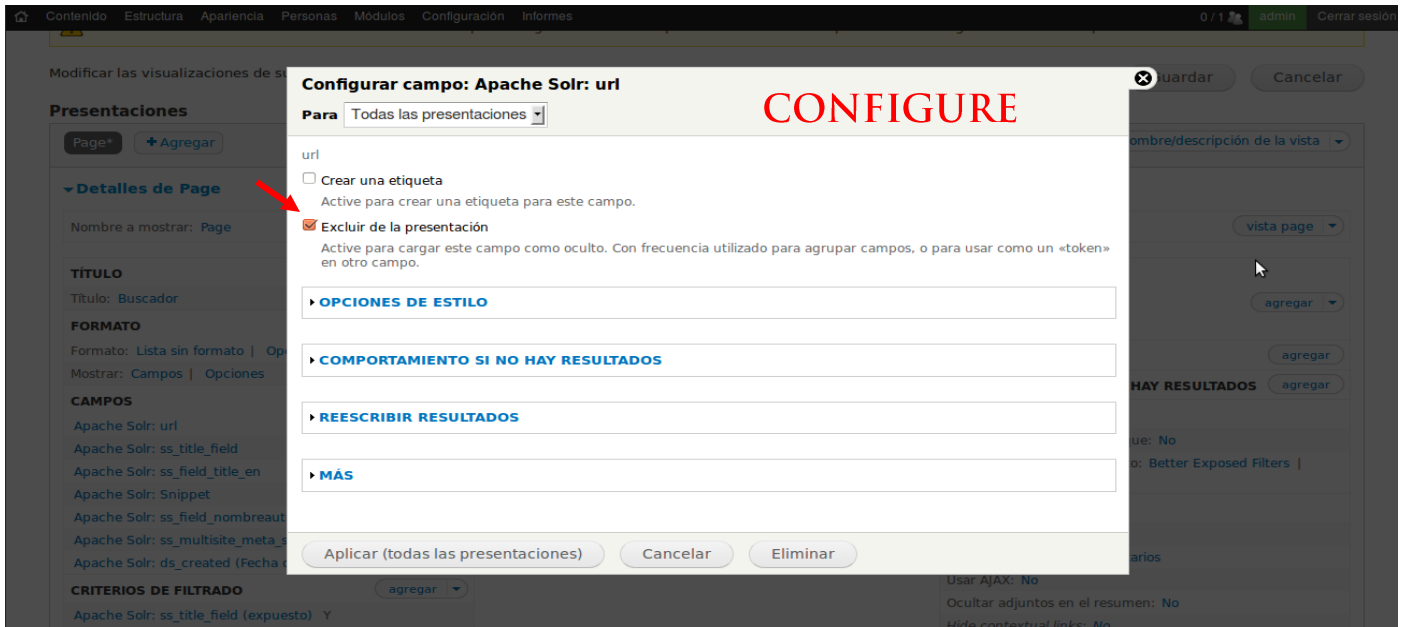 Contenido Estructura Apariencia Personas Módulos Configuración Informes 0 / 1 admin Cerrar sesión
Modificar las visualizaciones de su
uardar Cancelar
Presentaciones
Page* Agregar
ombre/descripción de la vista
Detalles de Page
Nombre a mostrar: Page
vista page
TÍTULO
Título: Buscador
agregar
FORMATO
Formato: Lista sin formato | Op
agregar
Mostrar: Campos | Opciones
HAY RESULTADOS agregar
CAMPOS
Apache Solr: url
Apache Solr: ss_title_field
ue: No
Apache Solr: ss_field_title_en
o: Better Exposed Filters |
Apache Solr: Snippet
Apache Solr: ss_field_nombreaut
Apache Solr: ss_multisite_meta_s
Apache Solr: ds_created (Fecha
arios
CRITERIOS DE FILTRADO agregar
Usar AJAX: No
Apache Solr: ss_title_field (expuesto) Y
Ocultar adjuntos en el resumen: No
Hide contextual links: No
Configurar campo: Apache Solr: url
CONFIGURE
Para Todas las presentaciones
url
Crear una etiqueta
Active para crear una etiqueta para este campo.
Excluir de la presentación
Active para cargar este campo como oculto. Con frecuencia utilizado para agrupar campos, o para usar como un «token»
en otro campo.
OPCIONES DE ESTILO
COMPORTAMIENTO SI NO HAY RESULTADOS
REESCRIBIR RESULTADOS
MÁS
Aplicar (todas las presentaciones) Cancelar Eliminar